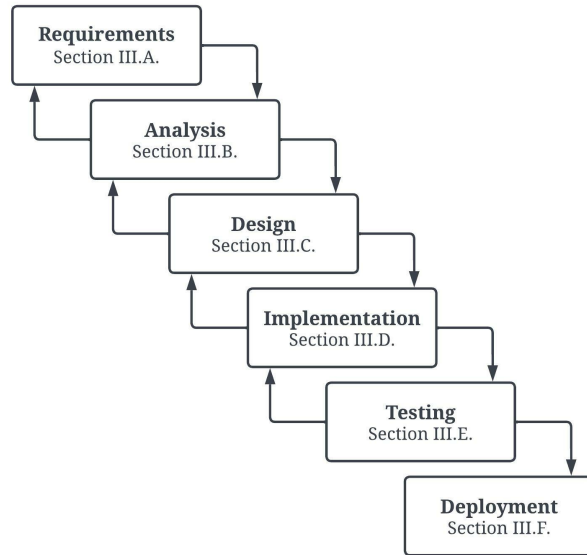 Requirements
Section III.A.
Analysis
Section III.B.
Design
Section III.C.
Implementation
Section III.D.
Testing
Section III.E.
Deployment
Section III.F.